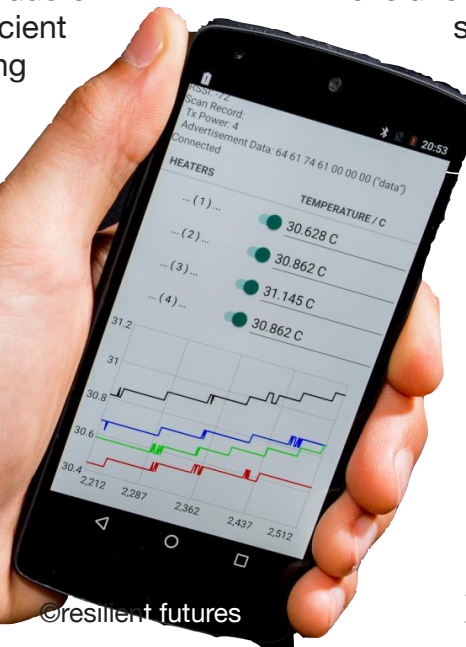 cient
ng
s
20:53
RSSI: -72
Scan Record:
Tx Power: 4
Advertisement Data: 64 61 74 61 00 00 00 ("data")
Connected
HEATERS
TEMPERATURE / C
...(1)... 30.628 C
...(2)... 30.862 C
...(3)... 31.145 C
...(4)... 30.862 C
31.2
31
30.8
30.6
30.4
2,212 2,287 2,362 2,437 2,512
©resilient futures